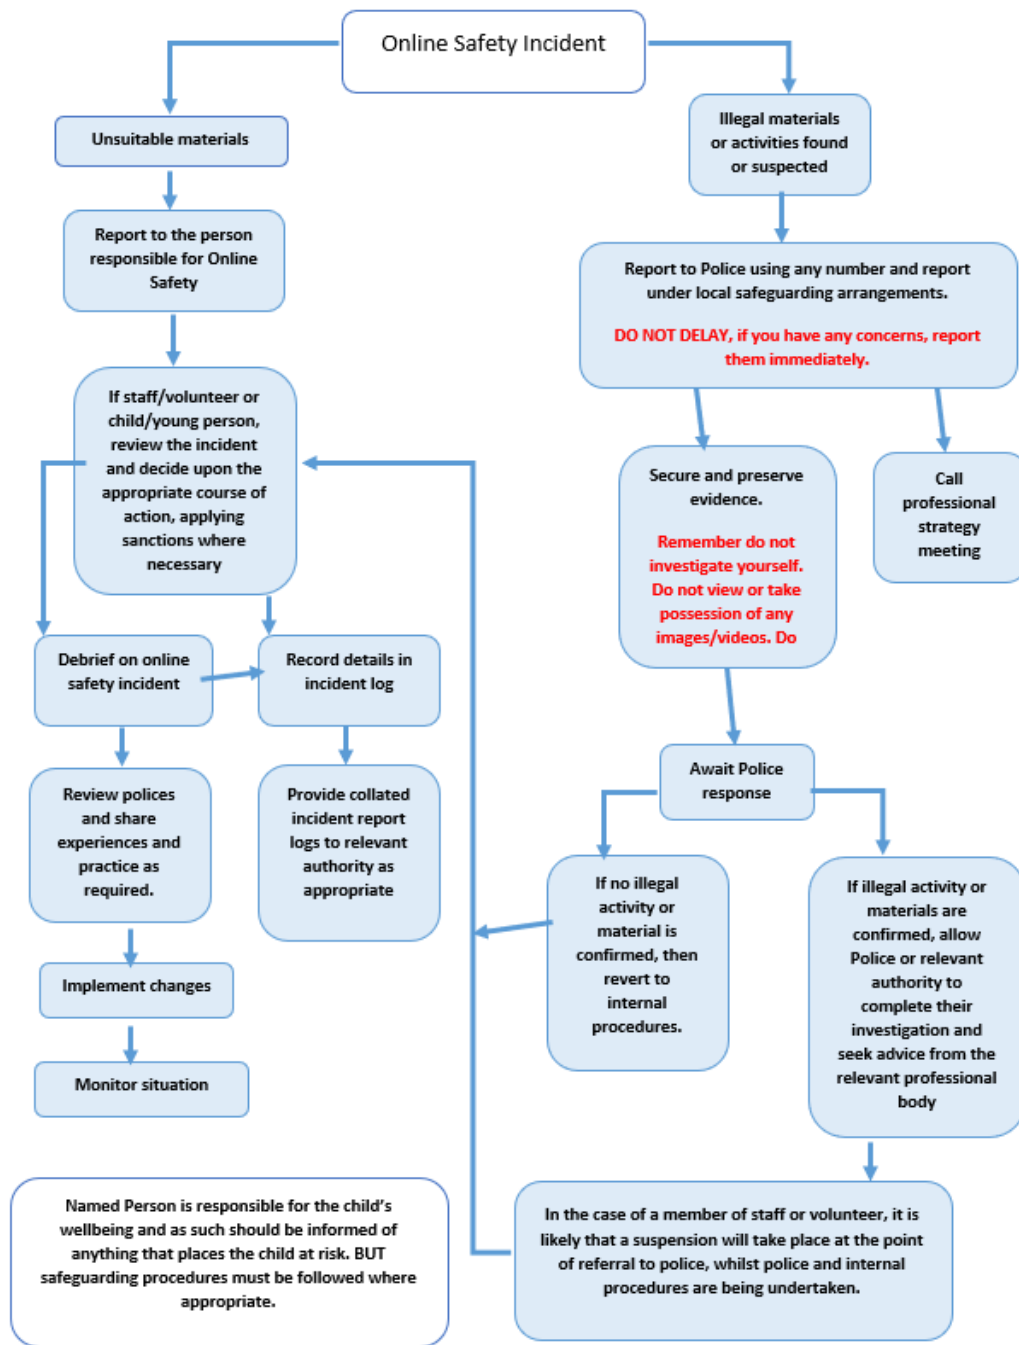 Online Safety Incident
Unsuitable materials
Report to the person
responsible for Online
Safety
If staff/volunteer or
child/young person,
review the incident
and decide upon the
appropriate course of
action, applying
sanctions where
necessary
Debrief on online
safety incident
Record details in
incident log
Review polices
and share
experiences and
practice as
required.
Provide collated
incident report
logs to relevant
authority as
appropriate
Implement changes
Monitor situation
Illegal materials
or activities found
or suspected
Report to Police using any number and report
under local safeguarding arrangements.
DO NOT DELAY, if you have any concerns, report
them immediately.
Secure and preserve
evidence.
Remember do not
investigate yourself.
Do not view or take
possession of any
images/videos. Do
Call
professional
strategy
meeting
Await Police
response
If no illegal
activity or
material is
confirmed, then
revert to
internal
procedures.
If illegal activity or
materials are
confirmed, allow
Police or relevant
authority to
complete their
investigation and
seek advice from the
relevant professional
body
In the case of a member of staff or volunteer, it is
likely that a suspension will take place at the point
of referral to police, whilst police and internal
procedures are being undertaken.
Named Person is responsible for the child's
wellbeing and as such should be informed of
anything that places the child at risk. BUT
safeguarding procedures must be followed where
appropriate.